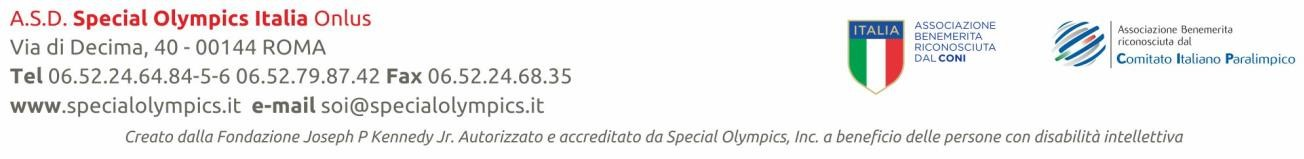 A.S.D. Special Olympics Italia Onlus
Via di Decima, 40 - 00144 ROMA
Tel 06.52.24.64.84-5-6 06.52.79.87.42 Fax 06.52.24.68.35
www.specialolympics.it e-mail soi@specialolympics.it
ITALIA
ASSOCIAZIONE
BENEMERITA
RICONOSCIUTA
DAL CONI
Associazione Benemerita
riconosciuta dal
Comitato Italiano Paralimpico
Creato dalla Fondazione Joseph P Kennedy Jr. Autorizzato e accreditato da Special Olympics, Inc. a beneficio delle persone con disabilità intellettiva